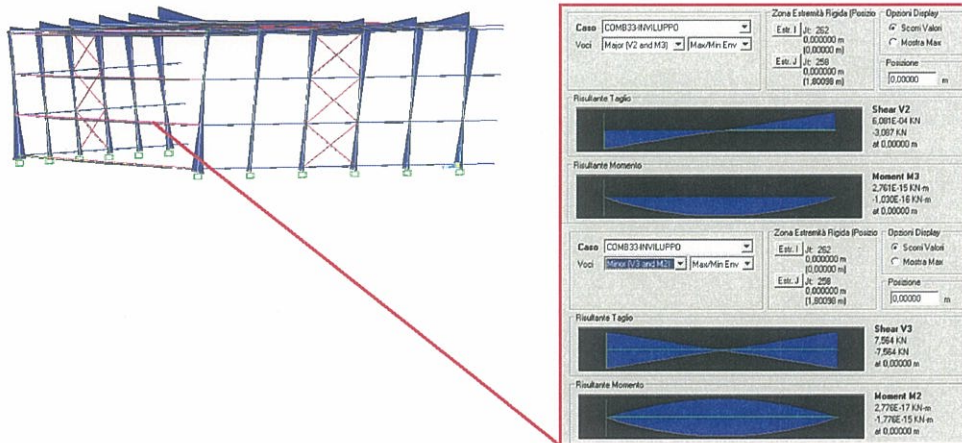 Caso COMB33-INVILUPPO
Voci Major (V2 and M3) Max/Min Env
Zona Estremità Rigida (Posizio
Estr. I Jt: 262
0,000000 m
(0,00000 m)
Estr. J Jt: 258
0,000000 m
(1,80098 m)
Opzioni Display
Scorri Valori
Mostra Max
Posizione
0,00000 m
Risultante Taglio
Shear V2
6,081E-04 KN
-3,087 KN
at 0,00000 m
Risultante Momento
Moment M3
2,761E-15 KN-m
-1,030E-16 KN-m
at 0,00000 m
Caso COMB33-INVILUPPO
Voci Minor (V3 and M2) Max/Min Env
Zona Estremità Rigida (Posizio
Estr. I Jt: 262
0,000000 m
(0,00000 m)
Estr. J Jt: 258
0,000000 m
(1,80098 m)
Opzioni Display
Scorri Valori
Mostra Max
Posizione
0,00000 m
Risultante Taglio
Shear V3
7,564 KN
-7,564 KN
at 0,00000 m
Risultante Momento
Moment M2
2,776E-17 KN-m
-1,776E-15 KN-m
at 0,00000 m